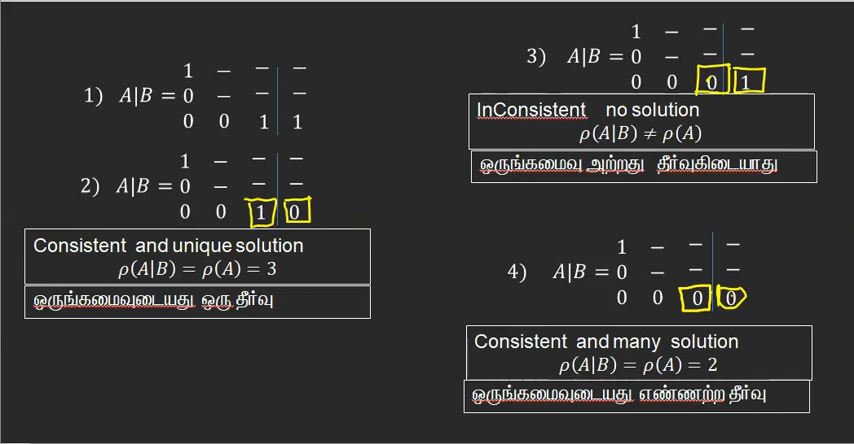 1 – – –
1) A|B = 0 – – –
0 0 1 1
1 – – –
2) A|B = 0 – – –
0 0 1 0
Consistent and unique solution
ρ(A|B) = ρ(A) = 3
ஒருங்கமைவுடையது ஒரு தீர்வு
1 – – –
3) A|B = 0 – – –
0 0 0 1
InConsistent no solution
ρ(A|B) ≠ ρ(A)
ஒருங்கமைவு அற்றது தீர்வுகிடையாது
1 – – –
4) A|B = 0 – – –
0 0 0 0
Consistent and many solution
ρ(A|B) = ρ(A) = 2
ஒருங்கமைவுடையது எண்ணற்ற தீர்வு